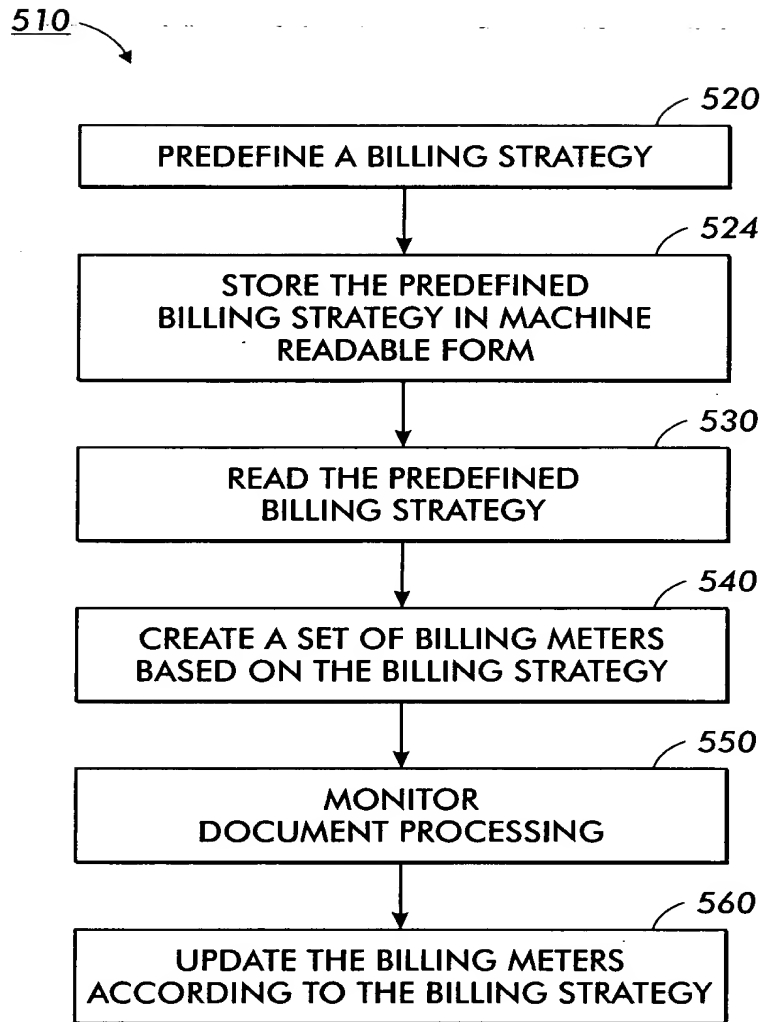 510
520
PREDEFINE A BILLING STRATEGY
524
STORE THE PREDEFINED
BILLING STRATEGY IN MACHINE
READABLE FORM
530
READ THE PREDEFINED
BILLING STRATEGY
540
CREATE A SET OF BILLING METERS
BASED ON THE BILLING STRATEGY
550
MONITOR
DOCUMENT PROCESSING
560
UPDATE THE BILLING METERS
ACCORDING TO THE BILLING STRATEGY